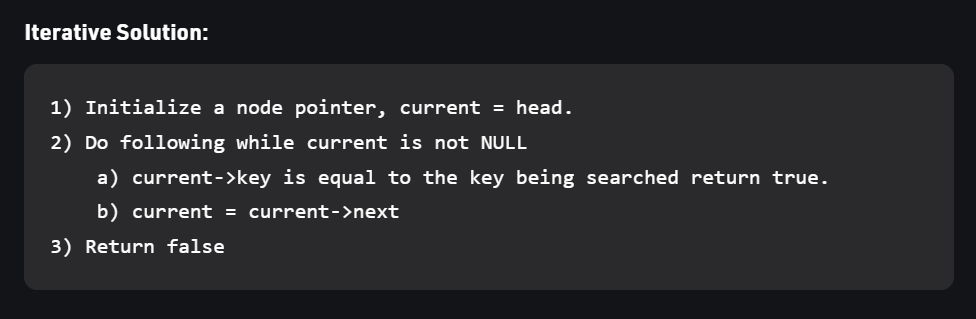 Iterative Solution:
1) Initialize a node pointer, current = head.
2) Do following while current is not NULL
a) current->key is equal to the key being searched return true.
b) current = current->next
3) Return false